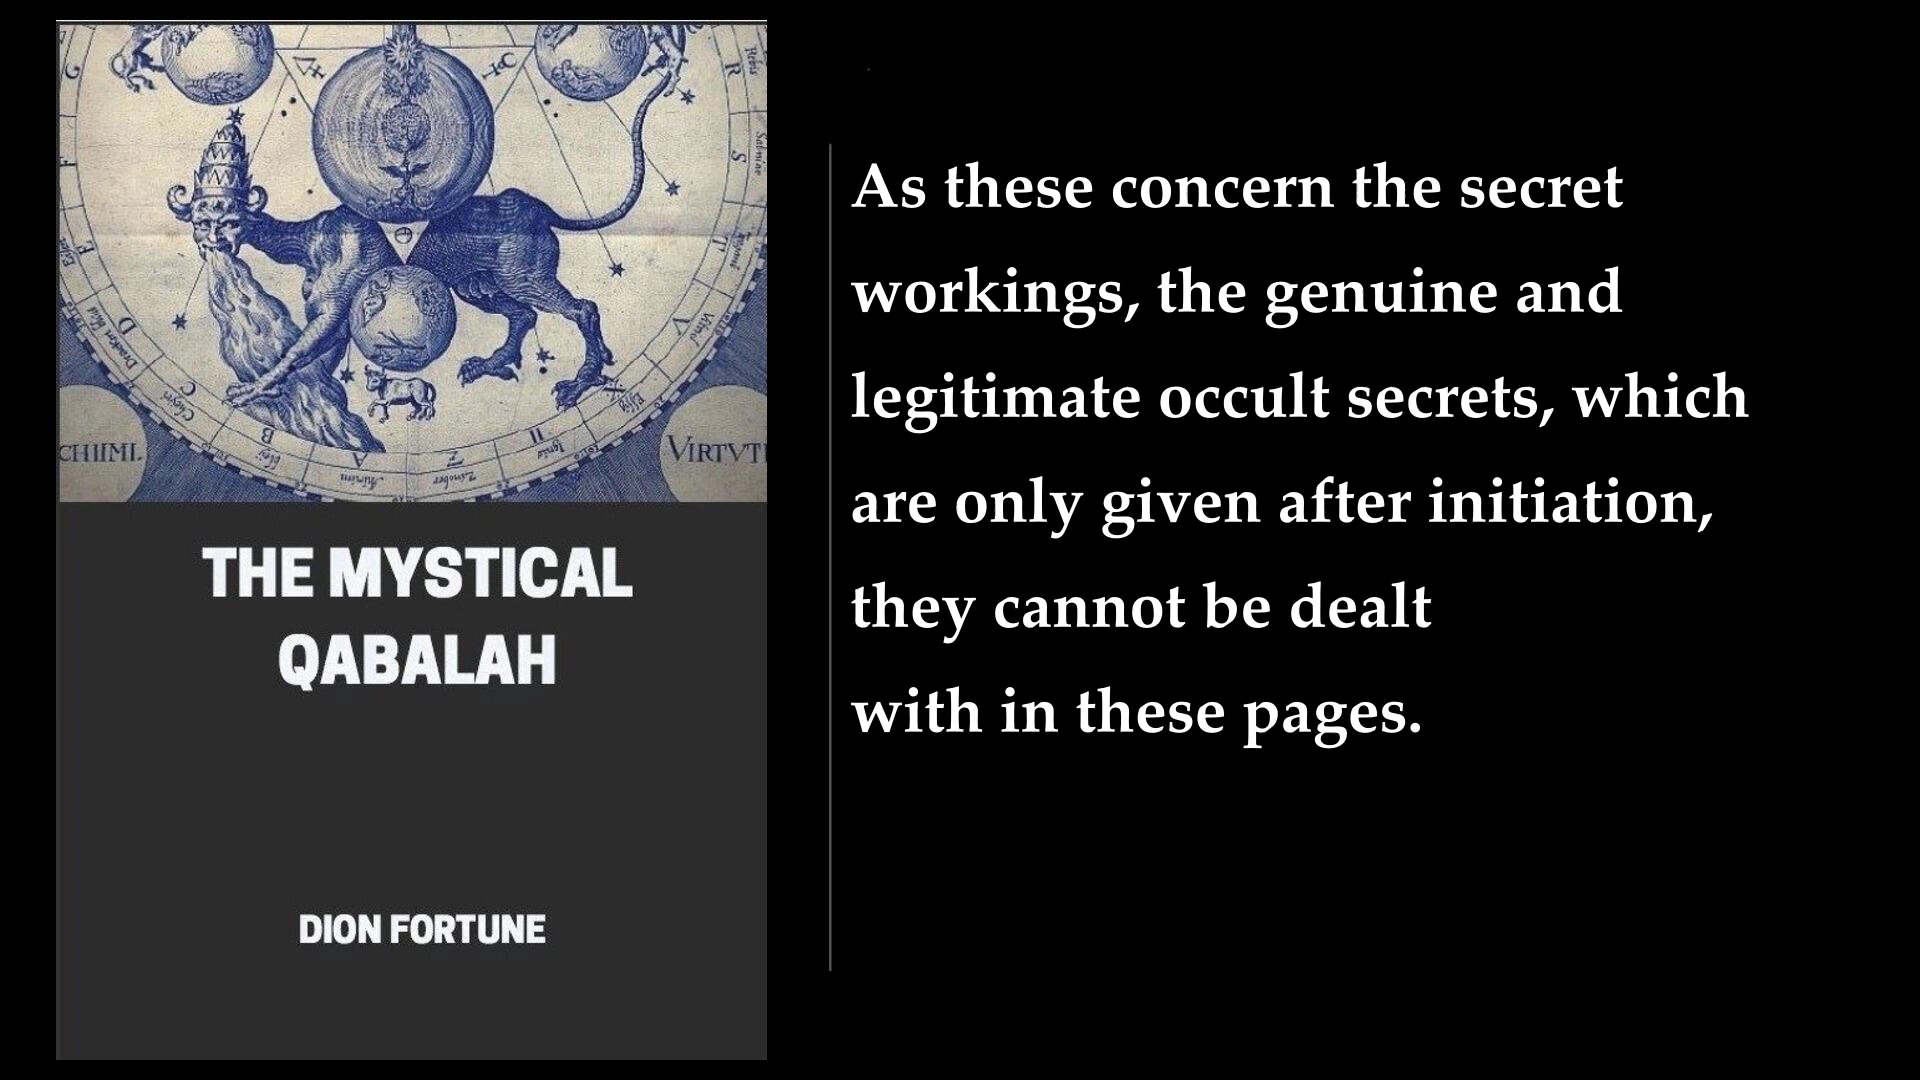 CHIIMI.
VIRTVTI
THE MYSTICAL
QABALAH
DION FORTUNE
As these concern the secret
workings, the genuine and
legitimate occult secrets, which
are only given after initiation,
they cannot be dealt
with in these pages.